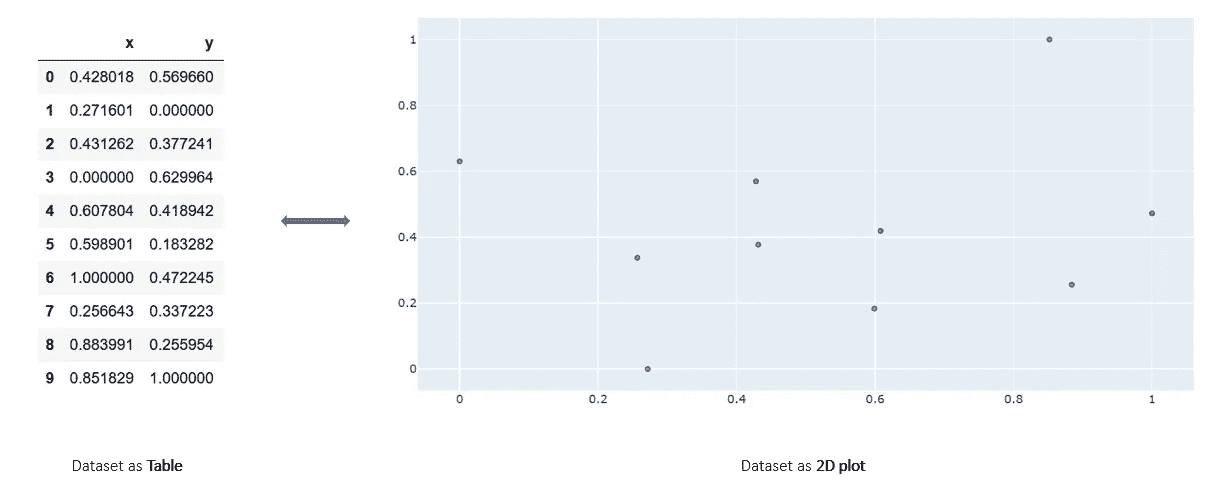 x y
0 0.428018 0.569660
1 0.271601 0.000000
2 0.431262 0.377241
3 0.000000 0.629964
4 0.607804 0.418942
5 0.598901 0.183282
6 1.000000 0.472245
7 0.256643 0.337223
8 0.883991 0.255954
9 0.851829 1.000000
Dataset as Table
1
0.8
0.6
0.4
0.2
0
0 0.2 0.4 0.6 0.8 1
Dataset as 2D plot